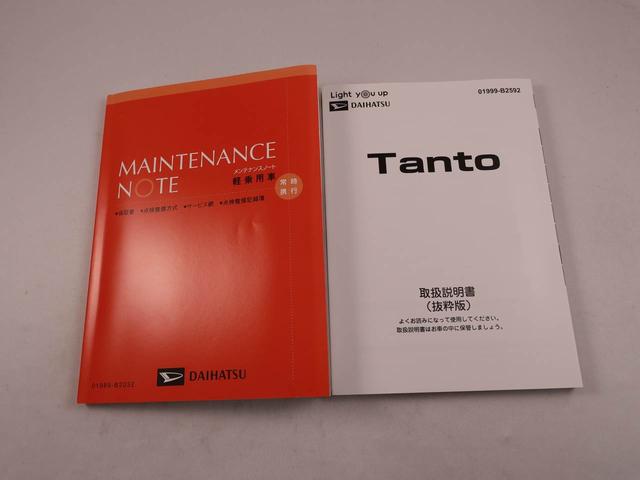 MAINTENANCE
NOTE
メンテナンスノート
軽乗用車
常時
携行
●保証書 ●点検整備方式 ●サービス網 ●点検整備記録簿
DAIHATSU
01999-B2592
Light you up
DAIHATSU
01999-B2592
Tanto
取扱説明書
(抜粋版)
よくお読みになって使用してください。
取扱説明書はお車の中に保管しましょう。